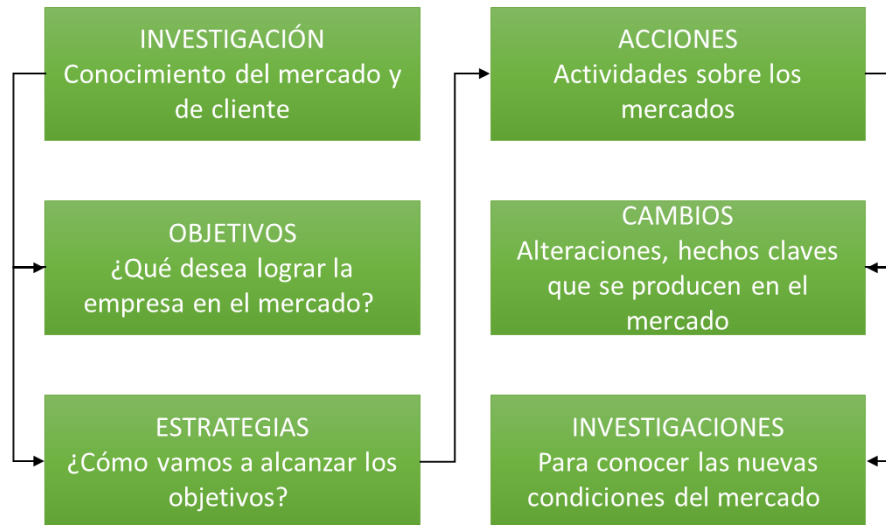 INVESTIGACIÓN
Conocimiento del mercado y
de cliente
OBJETIVOS
¿Qué desea lograr la
empresa en el mercado?
ESTRATEGIAS
¿Cómo vamos a alcanzar los
objetivos?
ACCIONES
Actividades sobre los
mercados
CAMBIOS
Alteraciones, hechos claves
que se producen en el
mercado
INVESTIGACIONES
Para conocer las nuevas
condiciones del mercado